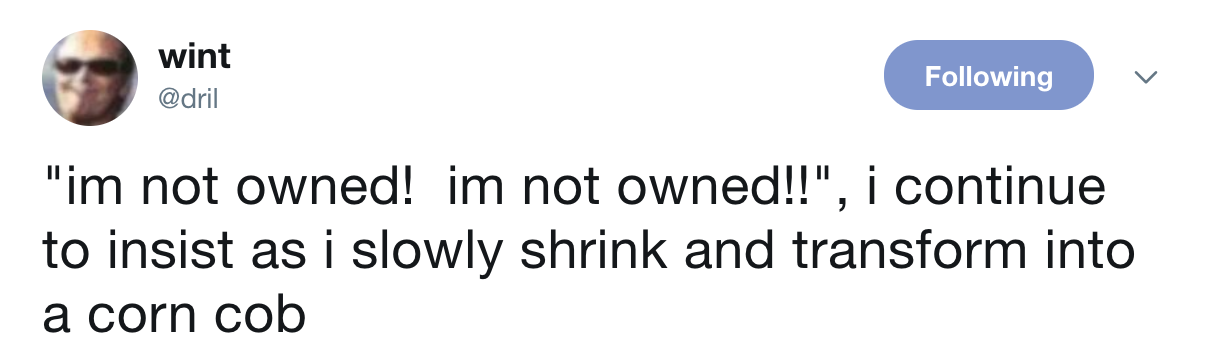 wint
@dril
Following
"im not owned!  im not owned!!", i continue
to insist as i slowly shrink and transform into
a corn cob